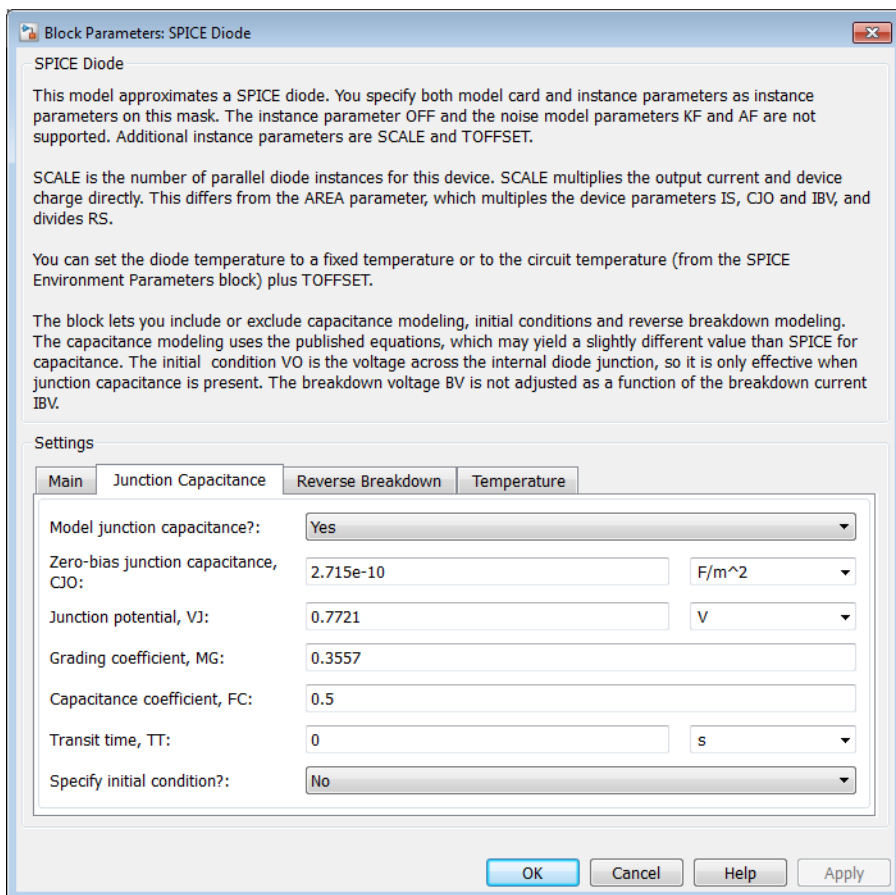 Block Parameters: SPICE Diode
SPICE Diode
This model approximates a SPICE diode. You specify both model card and instance parameters as instance
parameters on this mask. The instance parameter OFF and the noise model parameters KF and AF are not
supported. Additional instance parameters are SCALE and TOFFSET.
SCALE is the number of parallel diode instances for this device. SCALE multiplies the output current and device
charge directly. This differs from the AREA parameter, which multiples the device parameters IS, CJO and IBV, and
divides RS.
You can set the diode temperature to a fixed temperature or to the circuit temperature (from the SPICE
Environment Parameters block) plus TOFFSET.
The block lets you include or exclude capacitance modeling, initial conditions and reverse breakdown modeling.
The capacitance modeling uses the published equations, which may yield a slightly different value than SPICE for
capacitance. The initial  condition VO is the voltage across the internal diode junction, so it is only effective when
junction capacitance is present. The breakdown voltage BV is not adjusted as a function of the breakdown current
IBV.
Settings
Main Junction Capacitance Reverse Breakdown Temperature
Model junction capacitance?: Yes
Zero-bias junction capacitance,
CJO: 2.715e-10 F/m^2
Junction potential, VJ: 0.7721 V
Grading coefficient, MG: 0.3557
Capacitance coefficient, FC: 0.5
Transit time, TT: 0 s
Specify initial condition?: No
OK Cancel Help Apply